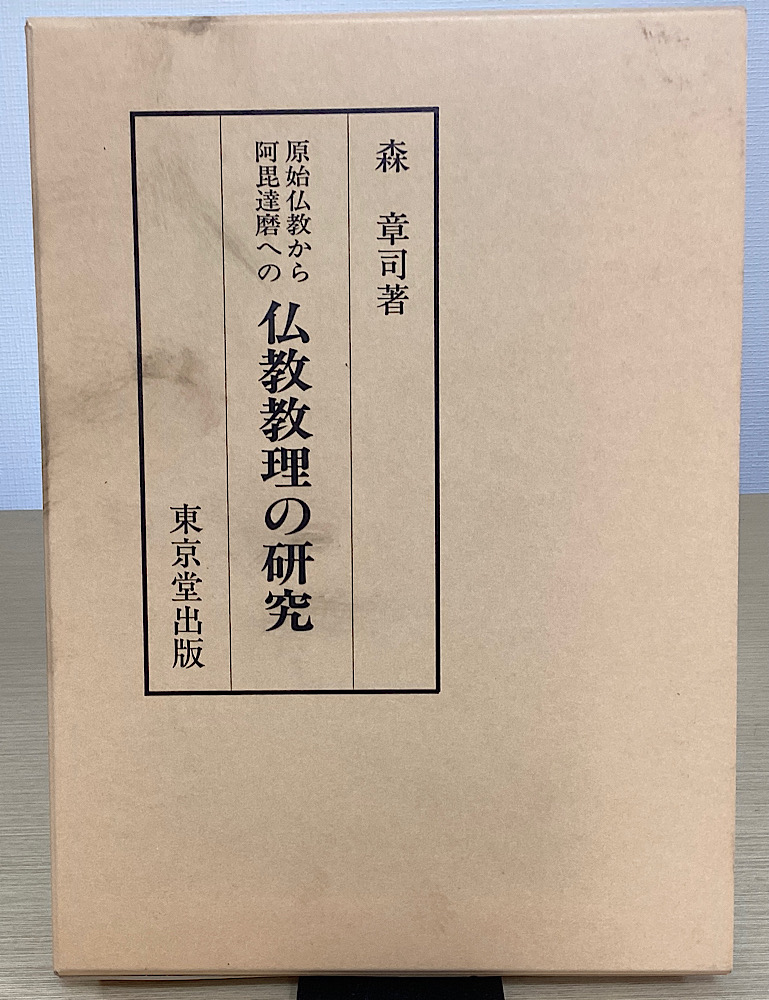 森 章司著
原始仏教から
阿毘達磨への
仏教教理の研究
東京堂出版